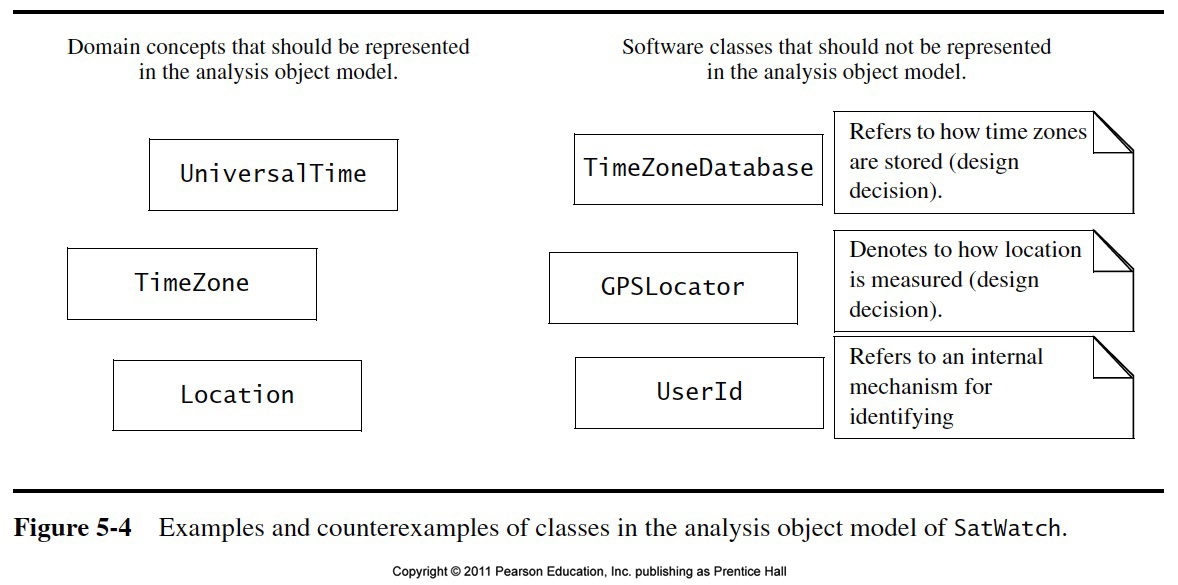 Domain concepts that should be represented
in the analysis object model.
Software classes that should not be represented
in the analysis object model.
UniversalTime
TimeZone
Location
TimeZoneDatabase
Refers to how time zones
are stored (design
decision).
GPSLocator
Denotes to how location
is measured (design
decision).
UserId
Refers to an internal
mechanism for
identifying
Figure 5-4 Examples and counterexamples of classes in the analysis object model of SatWatch.
Copyright © 2011 Pearson Education, Inc. publishing as Prentice Hall